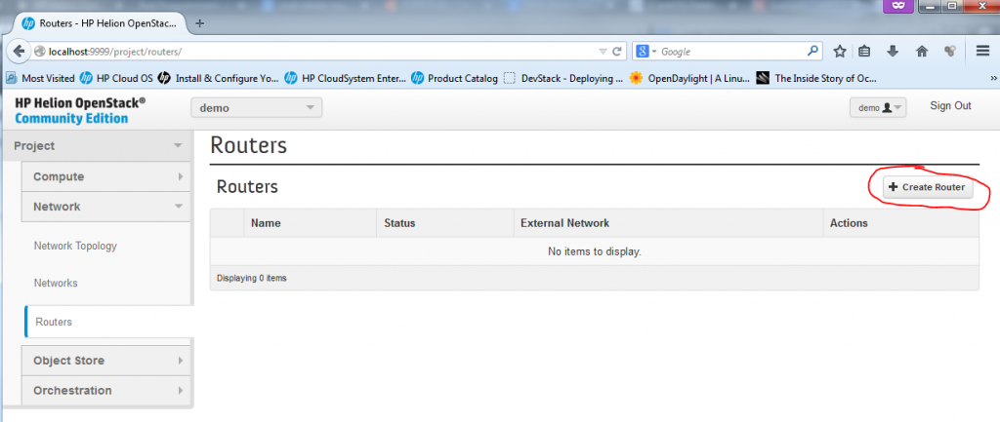 Routers - HP Helion OpenStac...
localhost:9999/project/routers/
Google
Most Visited HP Cloud OS Install & Configure Yo... HP CloudSystem Enter... Product Catalog DevStack - Deploying ... OpenDaylight | A Linu... The Inside Story of Oc... »
HP Helion OpenStack®
Community Edition
demo
demo
Sign Out
Project
Compute
Network
Network Topology
Networks
Routers
Object Store
Orchestration
Routers
Routers
+ Create Router
Name Status External Network Actions
No items to display.
Displaying 0 items